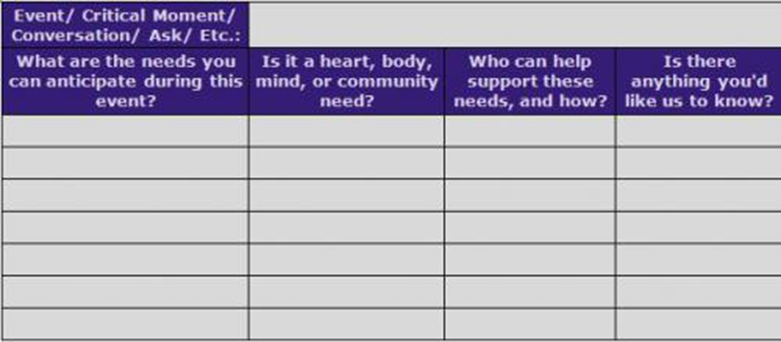 Event/ Critical Moment/
Conversation/ Ask/ Etc.:
What are the needs you
can anticipate during this
event?
Is it a heart, body,
mind, or community
need?
Who can help
support these
needs, and how?
Is there
anything you'd
like us to know?